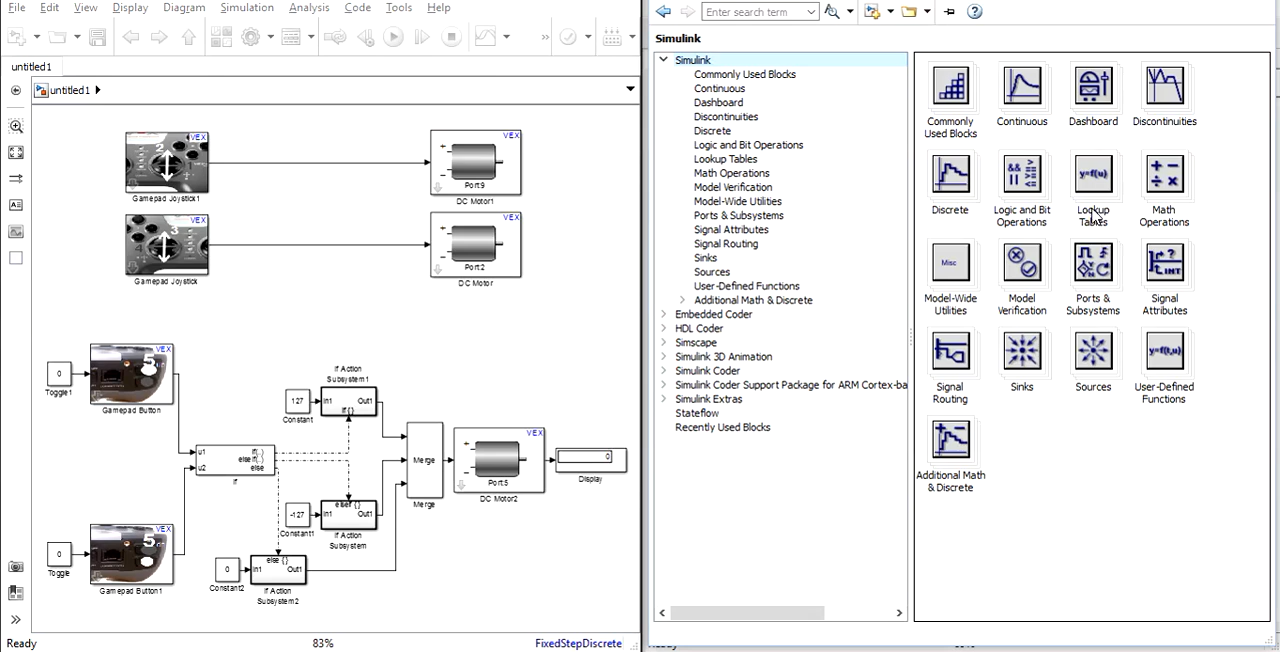 File Edit View Display Diagram Simulation Analysis Code Tools Help
untitled1
untitled1
VEX
2
Gamepad Joystick1
VEX
Port9
DC Motor1
VEX
3
4
Gamepad Joystick
VEX
Port2
DC Motor
0
Toggle1
VEX
5
Gamepad Button
0
Toggle
VEX
5
Gamepad Button1
u1
u2
if(..)
elseif(..)
else
If
If Action
Subsystem1
127
Constant
In1 Out1
if { }
-127
Constant1
elseif { }
In1 Out1
If Action
Subsystem
0
Constant2
else { }
In1 Out1
If Action
Subsystem2
Merge
Merge
VEX
Port5
DC Motor2
0
Display
Ready 83% FixedStepDiscrete
Enter search term
Simulink
Simulink
Commonly Used Blocks
Continuous
Dashboard
Discontinuities
Discrete
Logic and Bit Operations
Lookup Tables
Math Operations
Model Verification
Model-Wide Utilities
Ports & Subsystems
Signal Attributes
Signal Routing
Sinks
Sources
User-Defined Functions
Additional Math & Discrete
Embedded Coder
HDL Coder
Simscape
Simulink 3D Animation
Simulink Coder
Simulink Coder Support Package for ARM Cortex-ba
Simulink Extras
Stateflow
Recently Used Blocks
Commonly
Used Blocks
Continuous
Dashboard
Discontinuities
Discrete
Logic and Bit
Operations
y=f(u)
Lookup
Tables
Math
Operations
Misc
Model-Wide
Utilities
Model
Verification
Ports &
Subsystems
Signal
Attributes
Signal
Routing
Sinks
Sources
y=f(t,u)
User-Defined
Functions
Additional Math
& Discrete